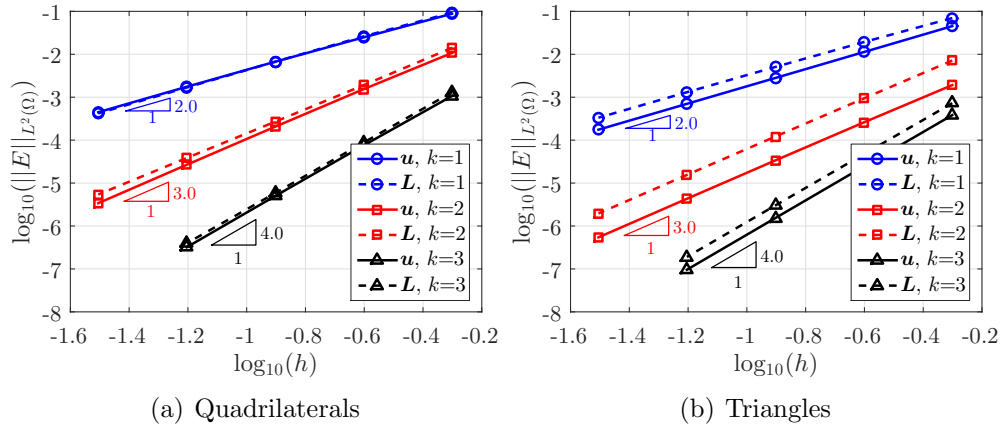 -1
-2
-3
-4
-5
-6
-7
-8
log10(||E||L2(Ω))
2.0
1
3.0
1
4.0
1
u, k=1
L, k=1
u, k=2
L, k=2
u, k=3
L, k=3
-1.6 -1.4 -1.2 -1 -0.8 -0.6 -0.4 -0.2
log10(h)
(a) Quadrilaterals
-1
-2
-3
-4
-5
-6
-7
-8
log10(||E||L2(Ω))
2.0
1
3.0
1
4.0
1
u, k=1
L, k=1
u, k=2
L, k=2
u, k=3
L, k=3
-1.6 -1.4 -1.2 -1 -0.8 -0.6 -0.4 -0.2
log10(h)
(b) Triangles